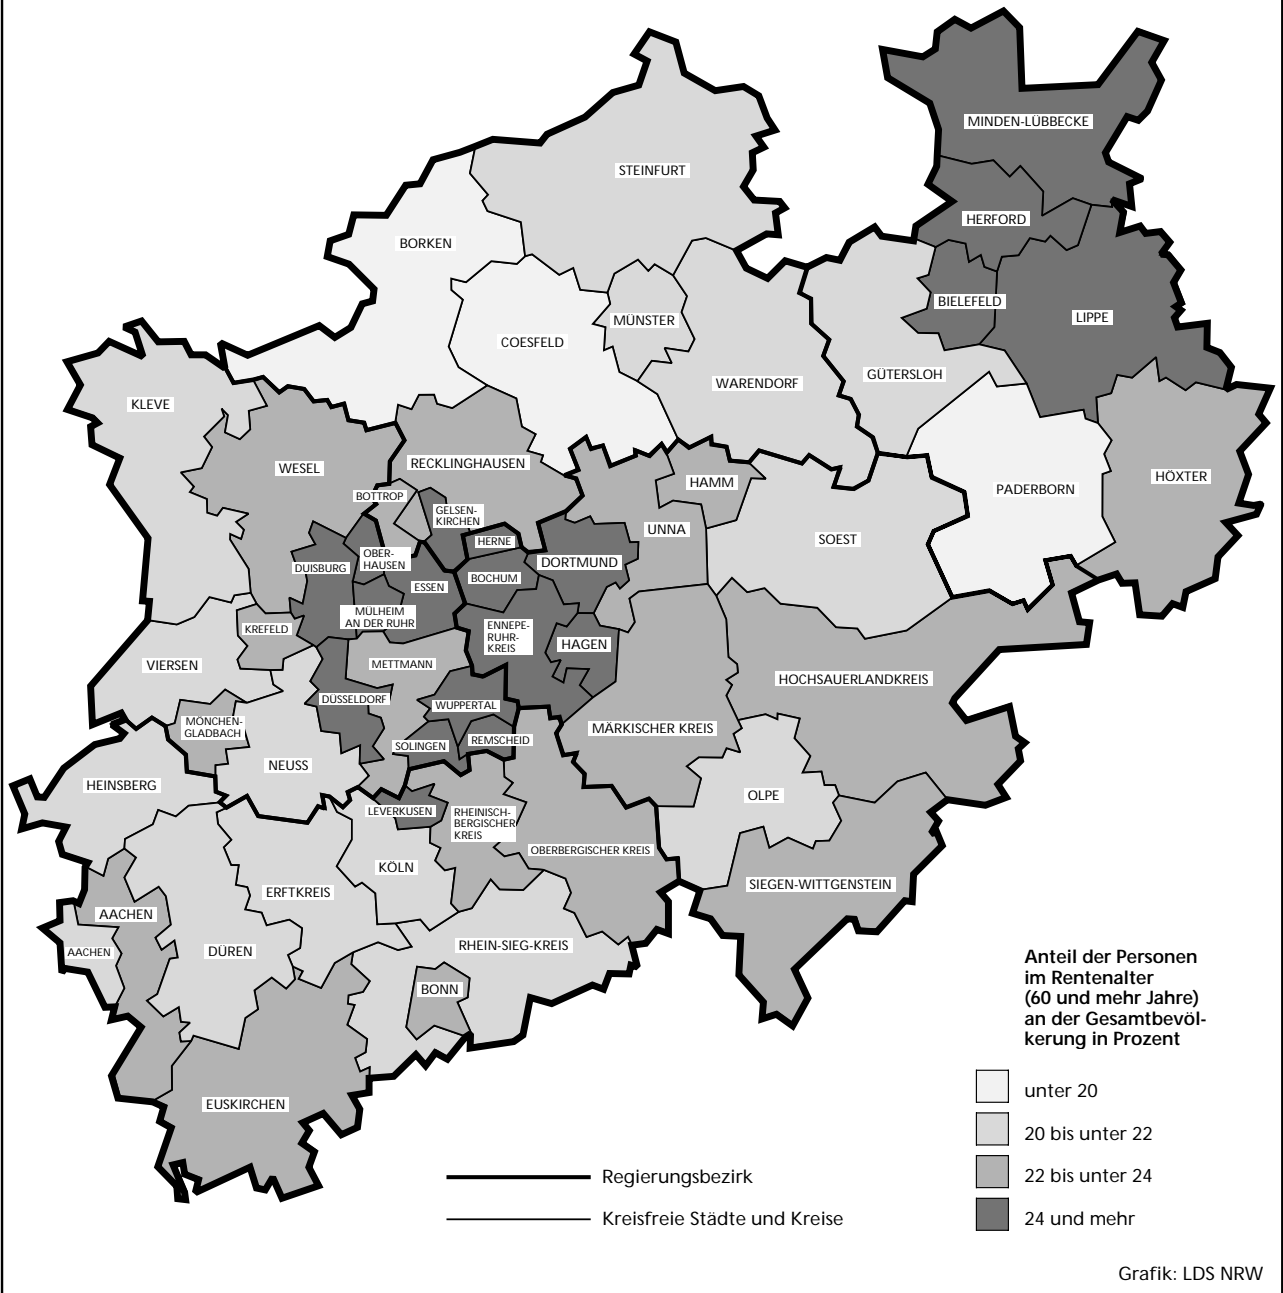 MINDEN-LÜBBECKE
STEINFURT
HERFORD
BORKEN
BIELEFELD
LIPPE
MÜNSTER
COESFELD
GÜTERSLOH
WARENDORF
KLEVE
RECKLINGHAUSEN
WESEL
HÖXTER
HAMM
PADERBORN
BOTTROP
GELSEN-
KIRCHEN
UNNA
SOEST
HERNE
OBER-
HAUSEN
DORTMUND
DUISBURG
BOCHUM
ESSEN
MÜLHEIM
AN DER RUHR
KREFELD
ENNEPE-
RUHR-
KREIS
HAGEN
VIERSEN
METTMANN
HOCHSAUERLANDKREIS
DÜSSELDORF
WUPPERTAL
MÖNCHEN-
GLADBACH
MÄRKISCHER KREIS
SOLINGEN
REMSCHEID
NEUSS
HEINSBERG
OLPE
LEVERKUSEN
RHEINISCH-
BERGISCHER
KREIS
OBERBERGISCHER KREIS
KÖLN
SIEGEN-WITTGENSTEIN
ERFTKREIS
AACHEN
RHEIN-SIEG-KREIS
AACHEN
DÜREN
BONN
EUSKIRCHEN
Anteil der Personen
im Rentenalter
(60 und mehr Jahre)
an der Gesamtbevöl-
kerung in Prozent
unter 20
20 bis unter 22
22 bis unter 24
24 und mehr
Regierungsbezirk
Kreisfreie Städte und Kreise
Grafik: LDS NRW